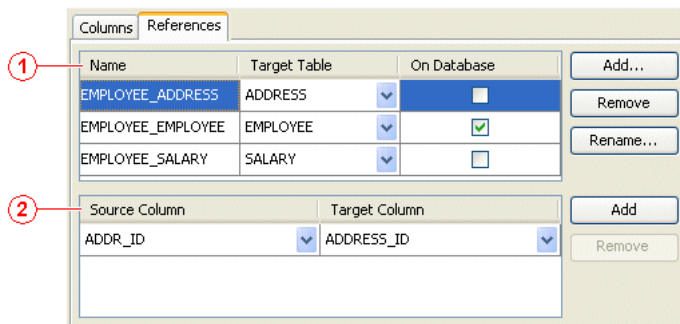 Columns References
1 Name Target Table On Database Add...
EMPLOYEE_ADDRESS ADDRESS Remove
EMPLOYEE_EMPLOYEE EMPLOYEE Rename...
EMPLOYEE_SALARY SALARY
2 Source Column Target Column Add
ADDR_ID ADDRESS_ID Remove